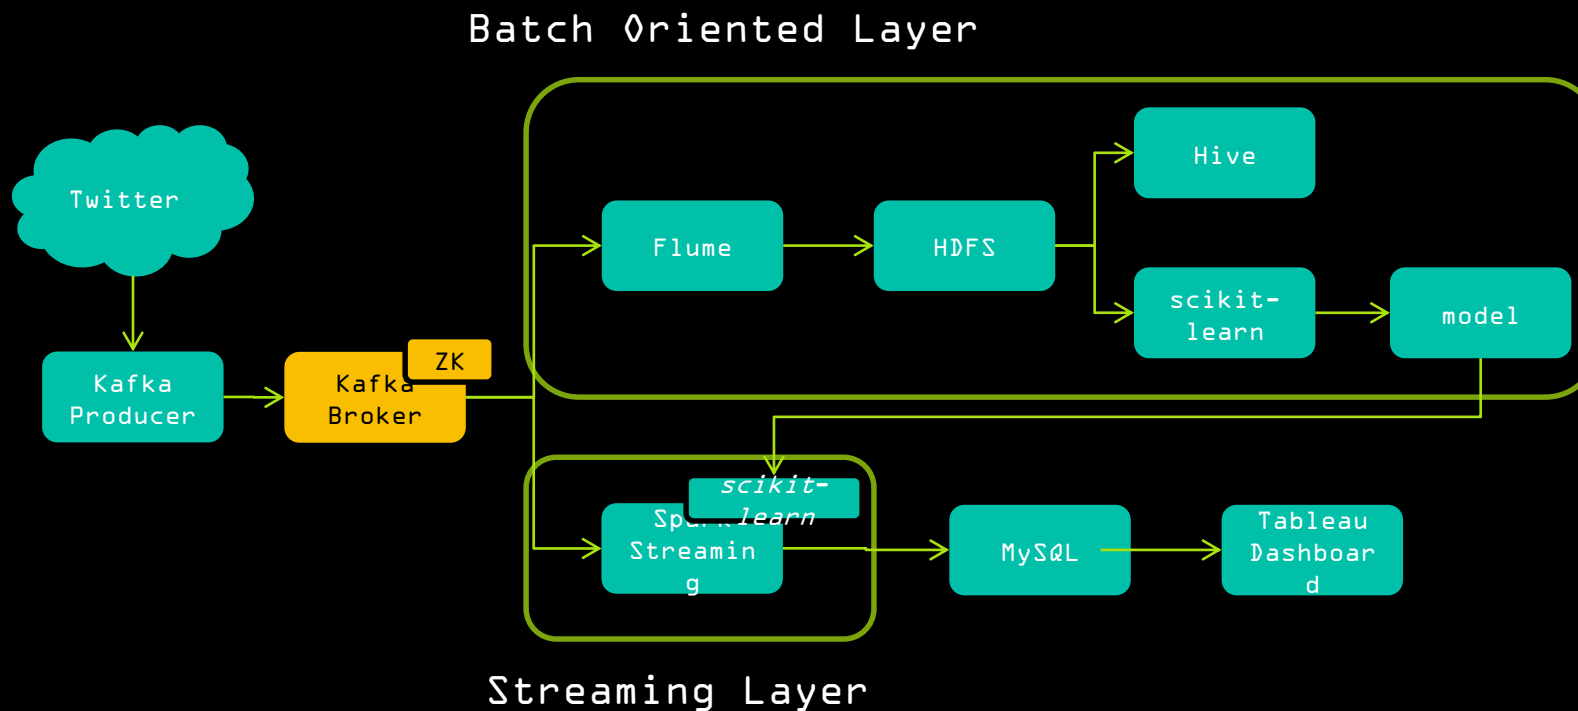 Batch Oriented Layer
Twitter
Kafka
Producer
ZK
Kafka
Broker
Flume
HDFS
Hive
scikit-
learn
model
scikit-
learn
Spark
Streamin
g
MySQL
Tableau
Dashboar
d
Streaming Layer